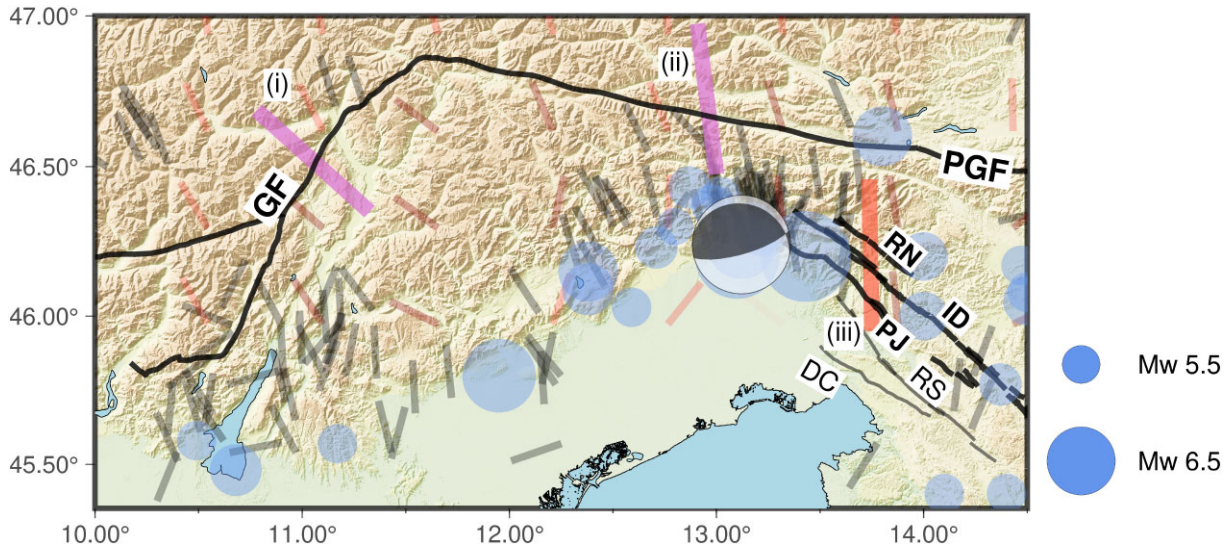 47.00°
46.50°
46.00°
45.50°
10.00°
11.00°
12.00°
13.00°
14.00°
(i)
(ii)
(iii)
GF
PGF
RN
ID
PJ
RS
DC
Mw 5.5
Mw 6.5